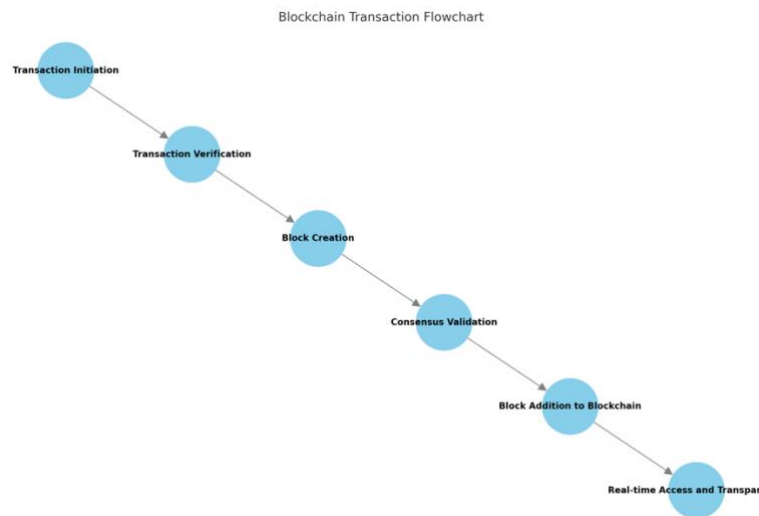 Blockchain Transaction Flowchart
Transaction Initiation
Transaction Verification
Block Creation
Consensus Validation
Block Addition to Blockchain
Real-time Access and